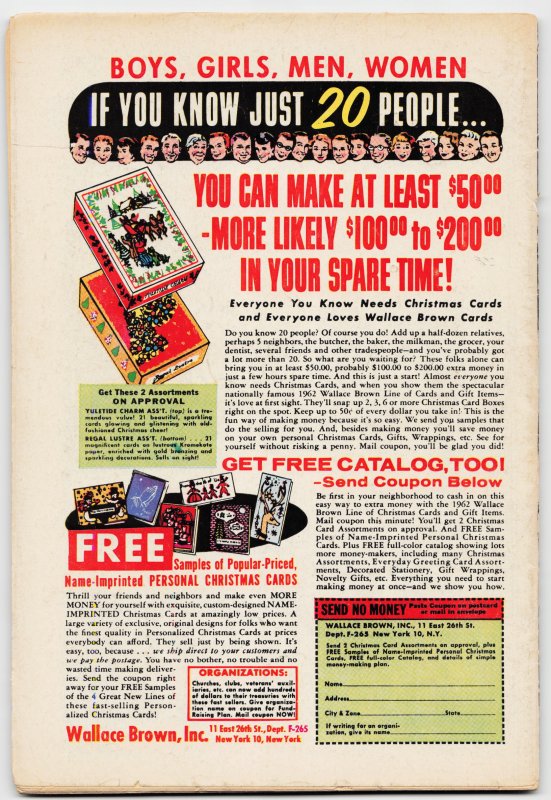 BOYS, GIRLS, MEN, WOMEN
IF YOU KNOW JUST 20 PEOPLE...
YOU CAN MAKE AT LEAST $50⁰⁰
-MORE LIKELY $100⁰⁰ to $200⁰⁰
IN YOUR SPARE TIME!
Everyone You Know Needs Christmas Cards
and Everyone Loves Wallace Brown Cards
Do you know 20 people? Of course you do! Add up a half-dozen relatives,
perhaps 5 neighbors, the butcher, the baker, the milkman, the grocer, your
dentist, several friends and other tradespeople—and you've probably got
a lot more than 20. So what are you waiting for? These folks alone can
bring you in at least $50.00, probably $100.00 to $200.00 extra money in
just a few hours spare time. And this is just a start! Almost everyone you
know needs Christmas Cards, and when you show them the spectacular
nationally famous 1962 Wallace Brown Cards and Gift Items—
it's love at first sight. They'll snap up 2, 3, 6 or more Christmas Card Boxes
right on the spot. Keep up to 50¢ of every dollar you take in! This is the
fun way of making money because it's so easy. We send you samples that
do the selling for you. And, besides making money you'll save money
on your own personal Christmas Cards, Gifts, Wrappings, etc. See for
yourself without risking a penny. Mail coupon, you'll be glad you did!
Get These 2 Assortments
ON APPROVAL
YULETIDE CHARM ASS'T. (top) is a tre-
mendous value! 21 beautiful, glittering
cards glowing and glistening with old-
fashioned Christmas cheer!
REGAL LUSTRE ASS'T. (bottom) . . . 21
magnificent cards on lustrous Kromekote
paper, enriched with gold bronzing and
sparkling decorations. Sells on sight!
GET FREE CATALOG, TOO!
-Send Coupon Below
Be first in your neighborhood to cash in on this
easy way to extra money with the 1962 Wallace
Brown Line of Christmas Cards and Gift Items.
Mail coupon this minute! You'll get 2 Christmas
Card Assortments on approval. And FREE Sam-
ples of Name-Imprinted Personal Christmas
Cards. Plus FREE full-color catalog showing lots
more money-makers, including many Christmas
Assortments, Everyday Greeting Card Assort-
ments, Decorated Stationery, Gift Wrappings,
Novelty Gifts, etc. Everything you need to start
making money at once—and we show you how.
FREE
Samples of Popular-Priced,
Name-Imprinted PERSONAL CHRISTMAS CARDS
Thrill your friends and neighbors and make even MORE
MONEY for yourself with exquisite, custom-designed NAME-
IMPRINTED Christmas Cards at amazingly low prices. A
large variety of exclusive, original designs for folks who want
the finest quality in Personalized Christmas Cards at prices
everybody can afford. They sell just by being shown. It's
easy, too, because . . . we ship direct to your customers and
we pay the postage. You have no bother, no trouble and no
wasted time making deliver-
ies. Send the coupon right
away for your FREE Samples
of the 4 Great New Lines of
these fast-selling Person-
alized Christmas Cards!
ORGANIZATIONS:
Churches, clubs, veterans' auxil-
iaries, etc. can now add hundreds
of dollars to their treasuries with
these fast sellers. Give organiza-
tion name on coupon for Fund-
Raising Plan. Mail coupon NOW!
Wallace Brown, Inc. 11 East 26th St., Dept. F-265
New York 10, New York
SEND NO MONEY Paste Coupon on postcard
or mail in envelope
WALLACE BROWN, INC., 11 East 26th St.
Dept. F-265 New York 10, N.Y.
Send 2 Christmas Card Assortments on approval, plus
FREE Samples of Name-Imprinted Personal Christmas
Cards, FREE full-color Catalog, and details of simple
money-making plan.
Name
Address
City & Zone State
If writing for an organi-
zation, give its name